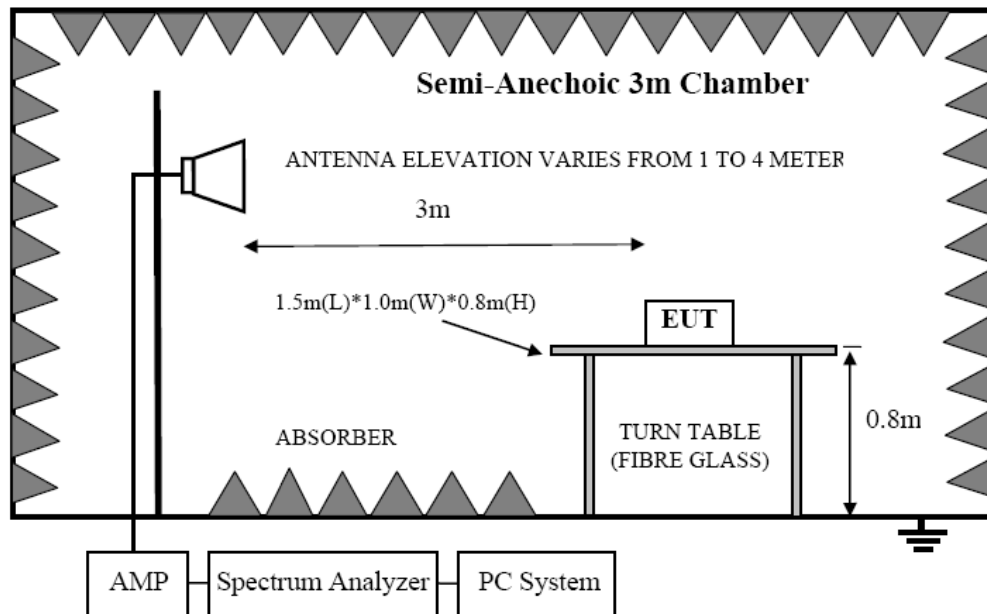 Semi-Anechoic 3m Chamber
ANTENNA ELEVATION VARIES FROM 1 TO 4 METER
3m
1.5m(L)*1.0m(W)*0.8m(H)
EUT
ABSORBER
TURN TABLE
(FIBRE GLASS)
0.8m
AMP
Spectrum Analyzer
PC System